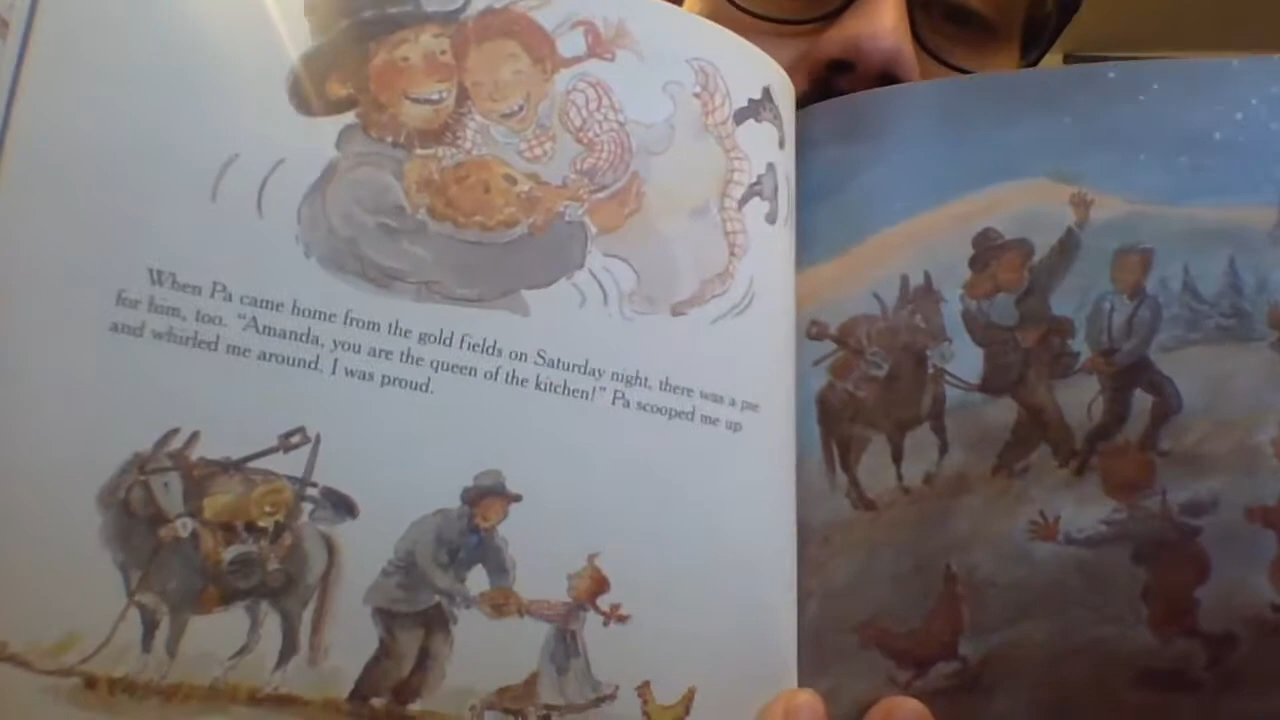 When Pa came home from the gold fields on Saturday night, there was a pie
for him, too. “Amanda, you are the queen of the kitchen!” Pa scooped me up
and whirled me around. I was proud.